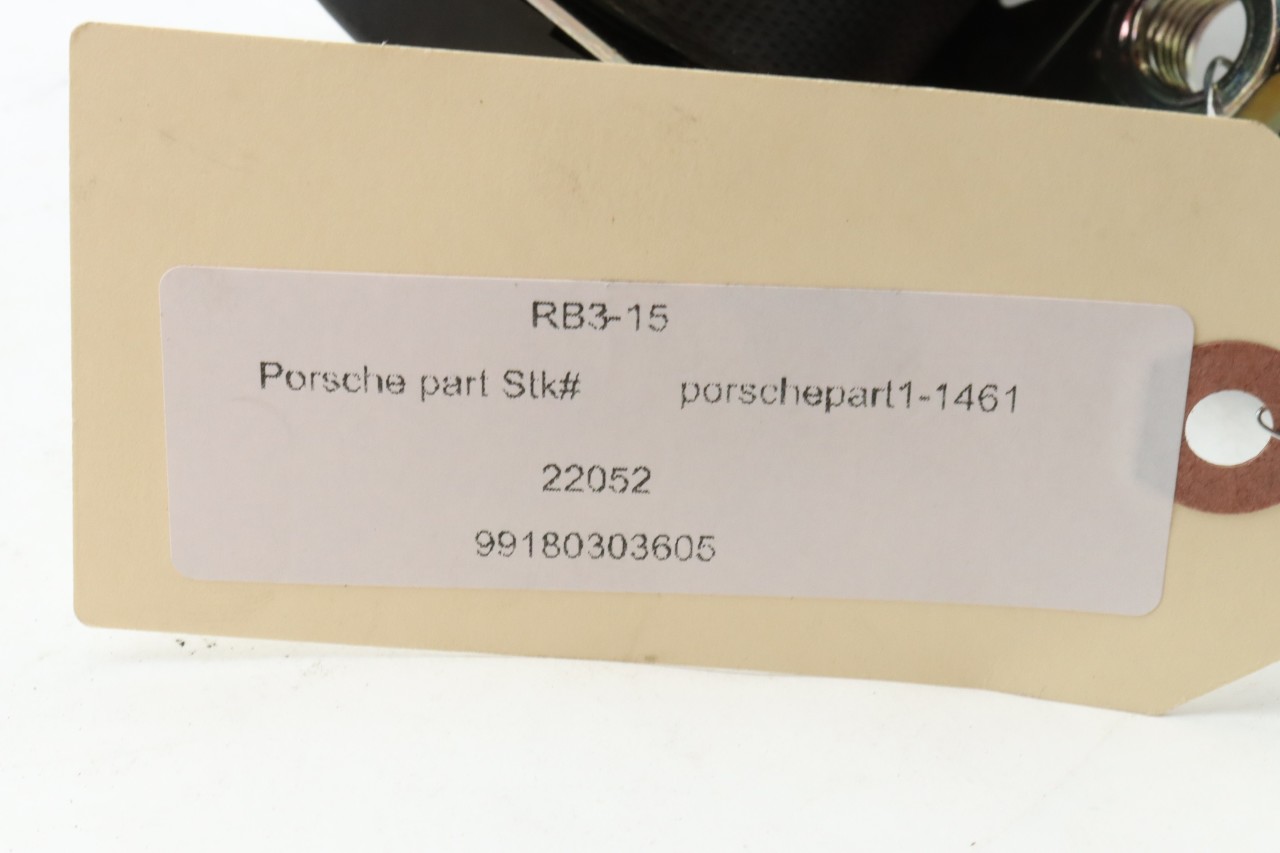 RB3-15
Porsche part Stk# porschepart1-1461
22052
99180303605